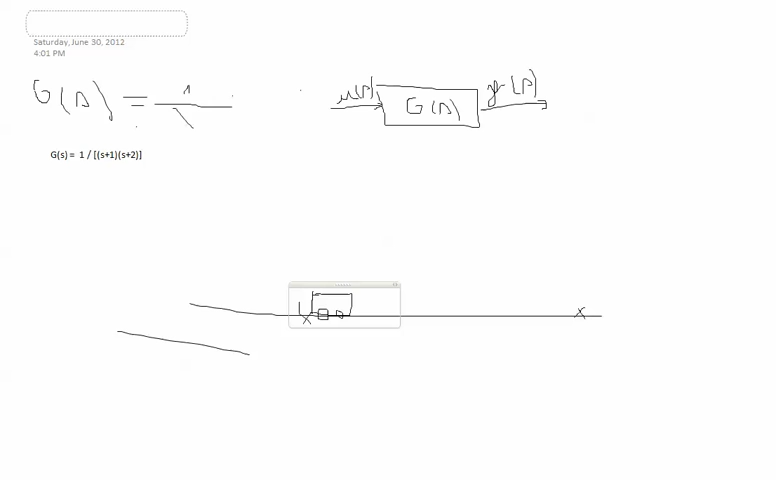 Saturday, June 30, 2012
4:01 PM
G(s) = 1
u(s) G(s) y(s)
G(s) = 1 / [(s+1)(s+2)]
x x